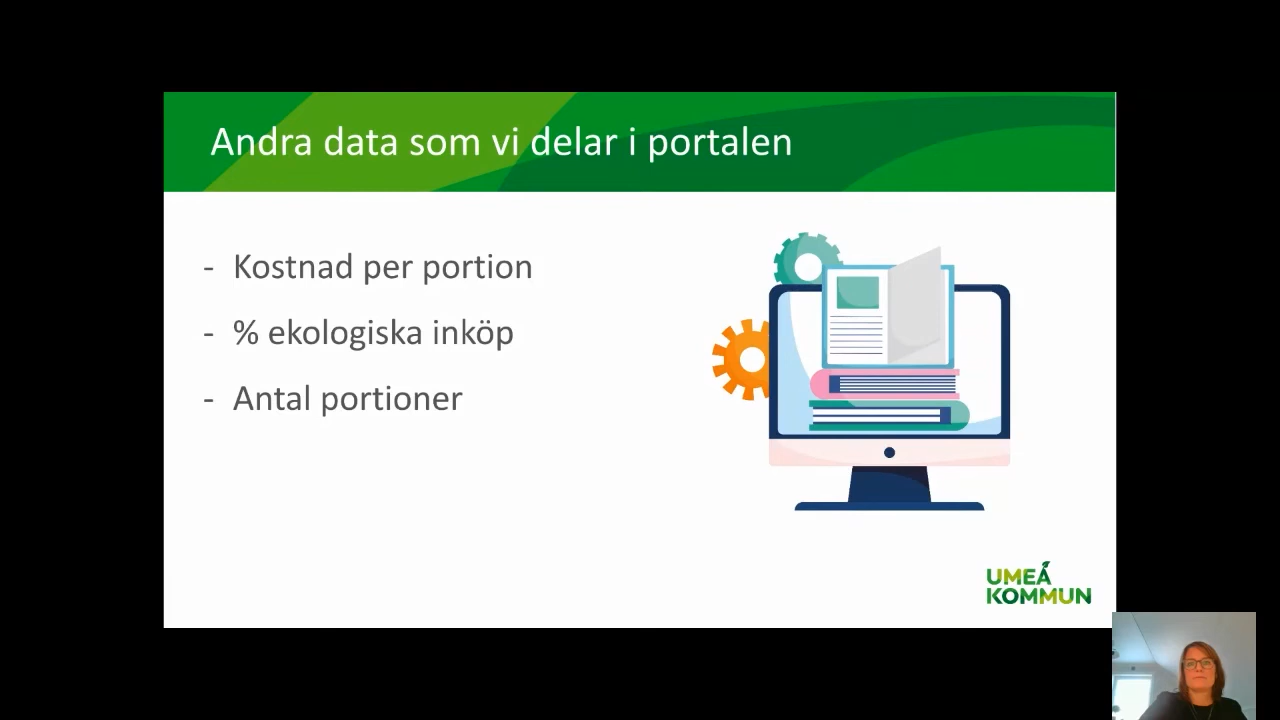 Andra data som vi delar i portalen
- Kostnad per portion
- % ekologiska inköp
- Antal portioner
UMEÅ
KOMMUN